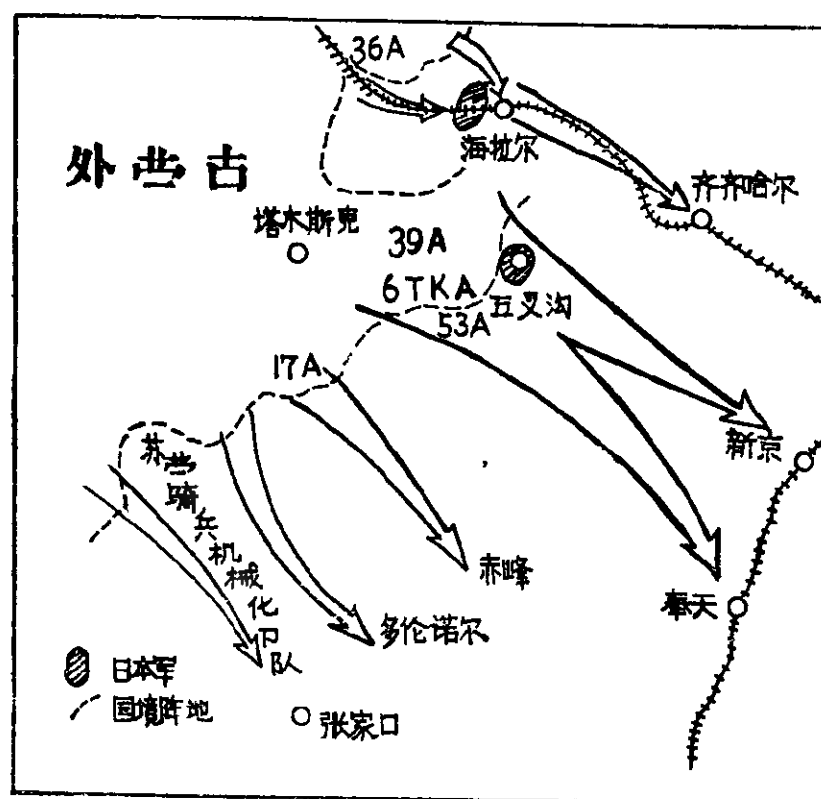 36A
海拉尔
齐齐哈尔
外蒙古
塔木斯克
39A
6TKA
53A
五叉沟
17A
新京
苏蒙骑兵机械化部队
赤峰
奉天
多伦诺尔
日本军
国境阵地
张家口